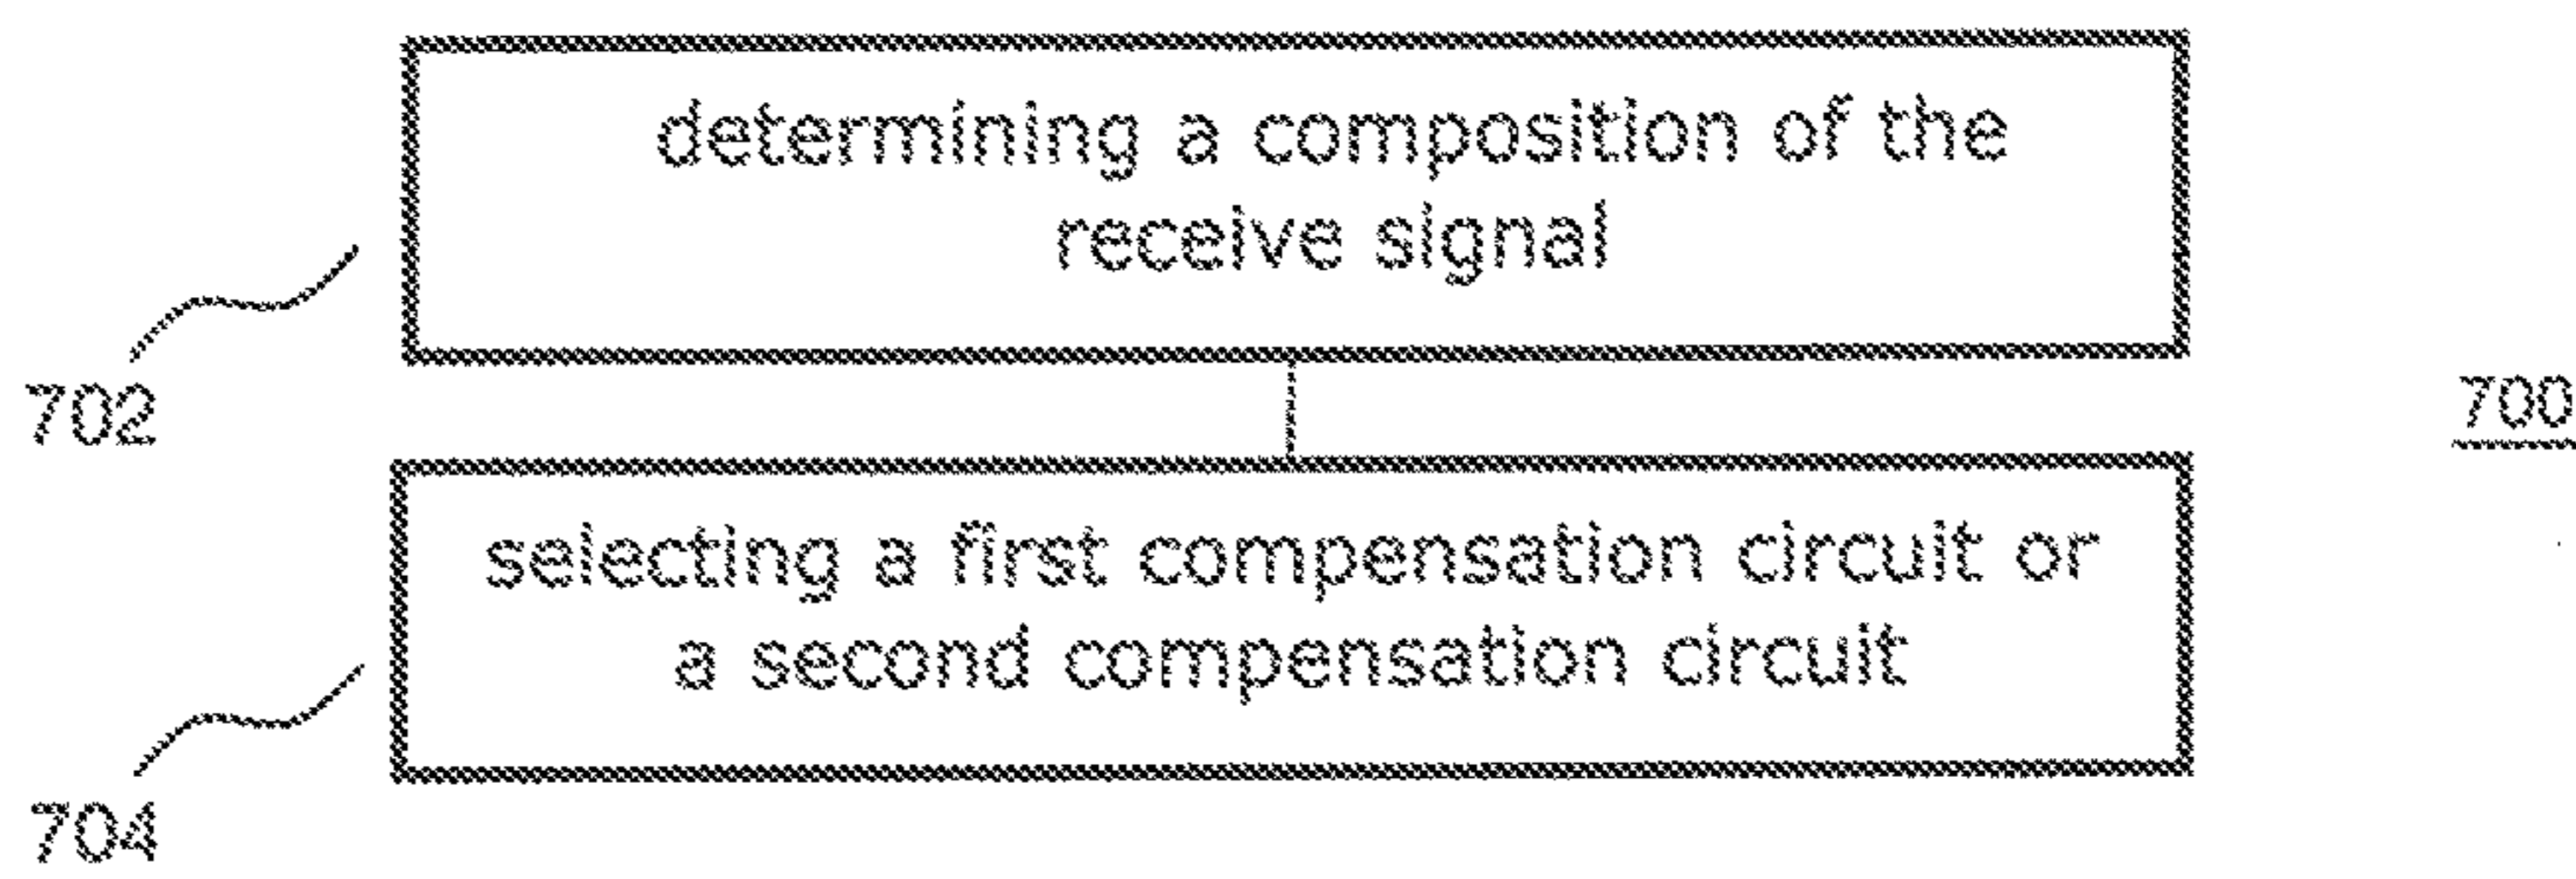 determining a composition of the
receive signal
702
700
selecting a first compensation circuit or
a second compensation circuit
704